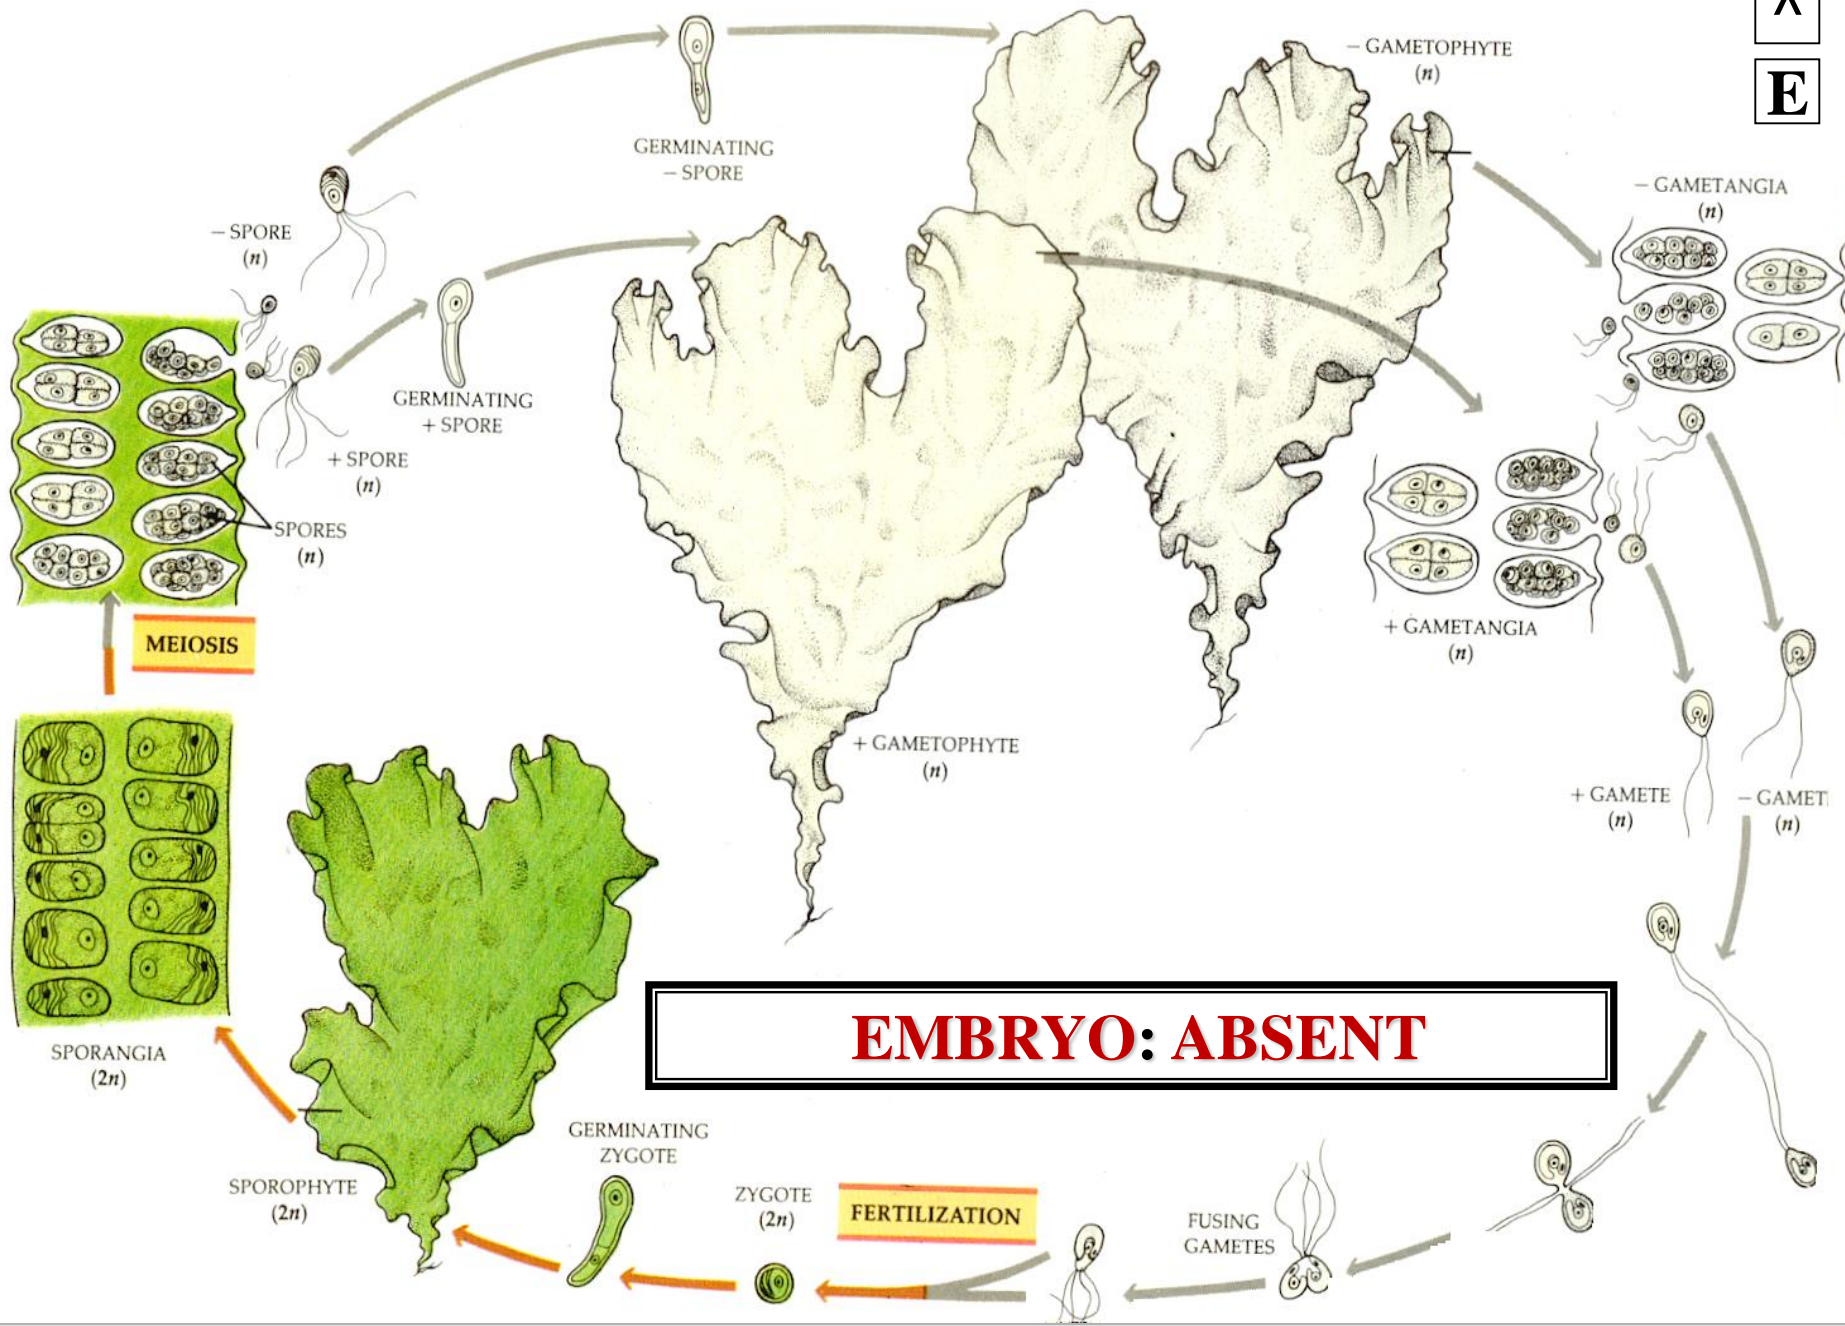 E
− GAMETOPHYTE
(n)
GERMINATING
− SPORE
− GAMETANGIA
(n)
− SPORE
(n)
GERMINATING
+ SPORE
+ SPORE
(n)
SPORES
(n)
MEIOSIS
+ GAMETANGIA
(n)
+ GAMETOPHYTE
(n)
+ GAMETE
(n)
− GAMET
(n)
EMBRYO: ABSENT
SPORANGIA
(2n)
GERMINATING
ZYGOTE
SPOROPHYTE
(2n)
ZYGOTE
(2n)
FERTILIZATION
FUSING
GAMETES